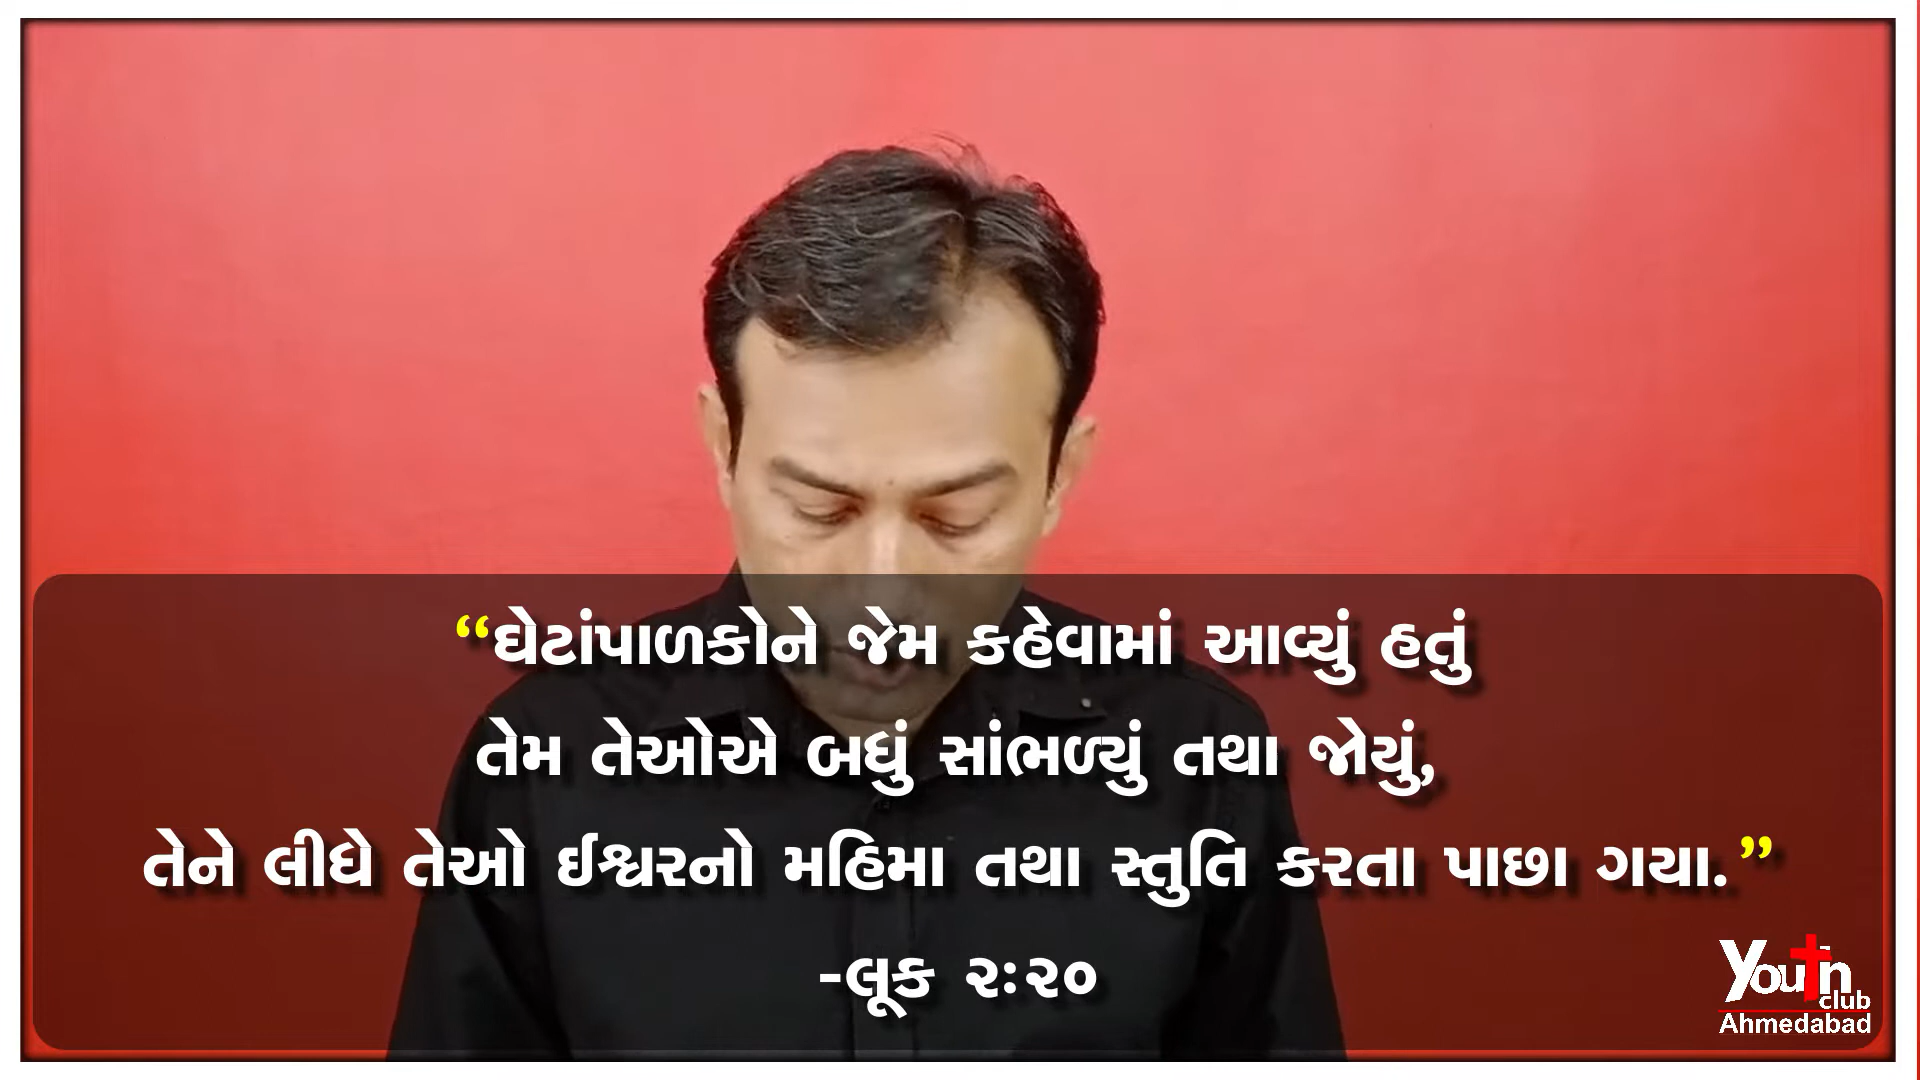 “ઘેટાંપાળકોને જેમ કહેવામાં આવ્યું હતું
તેમ તેઓએ બધું સાંભળ્યું તથા જોયું,
તેને લીધે તેઓ ઈશ્વરનો મહિમા તથા સ્તુતિ કરતા પાછા ગયા.”
-લૂક ૨:૨૦
Youth
club
Ahmedabad